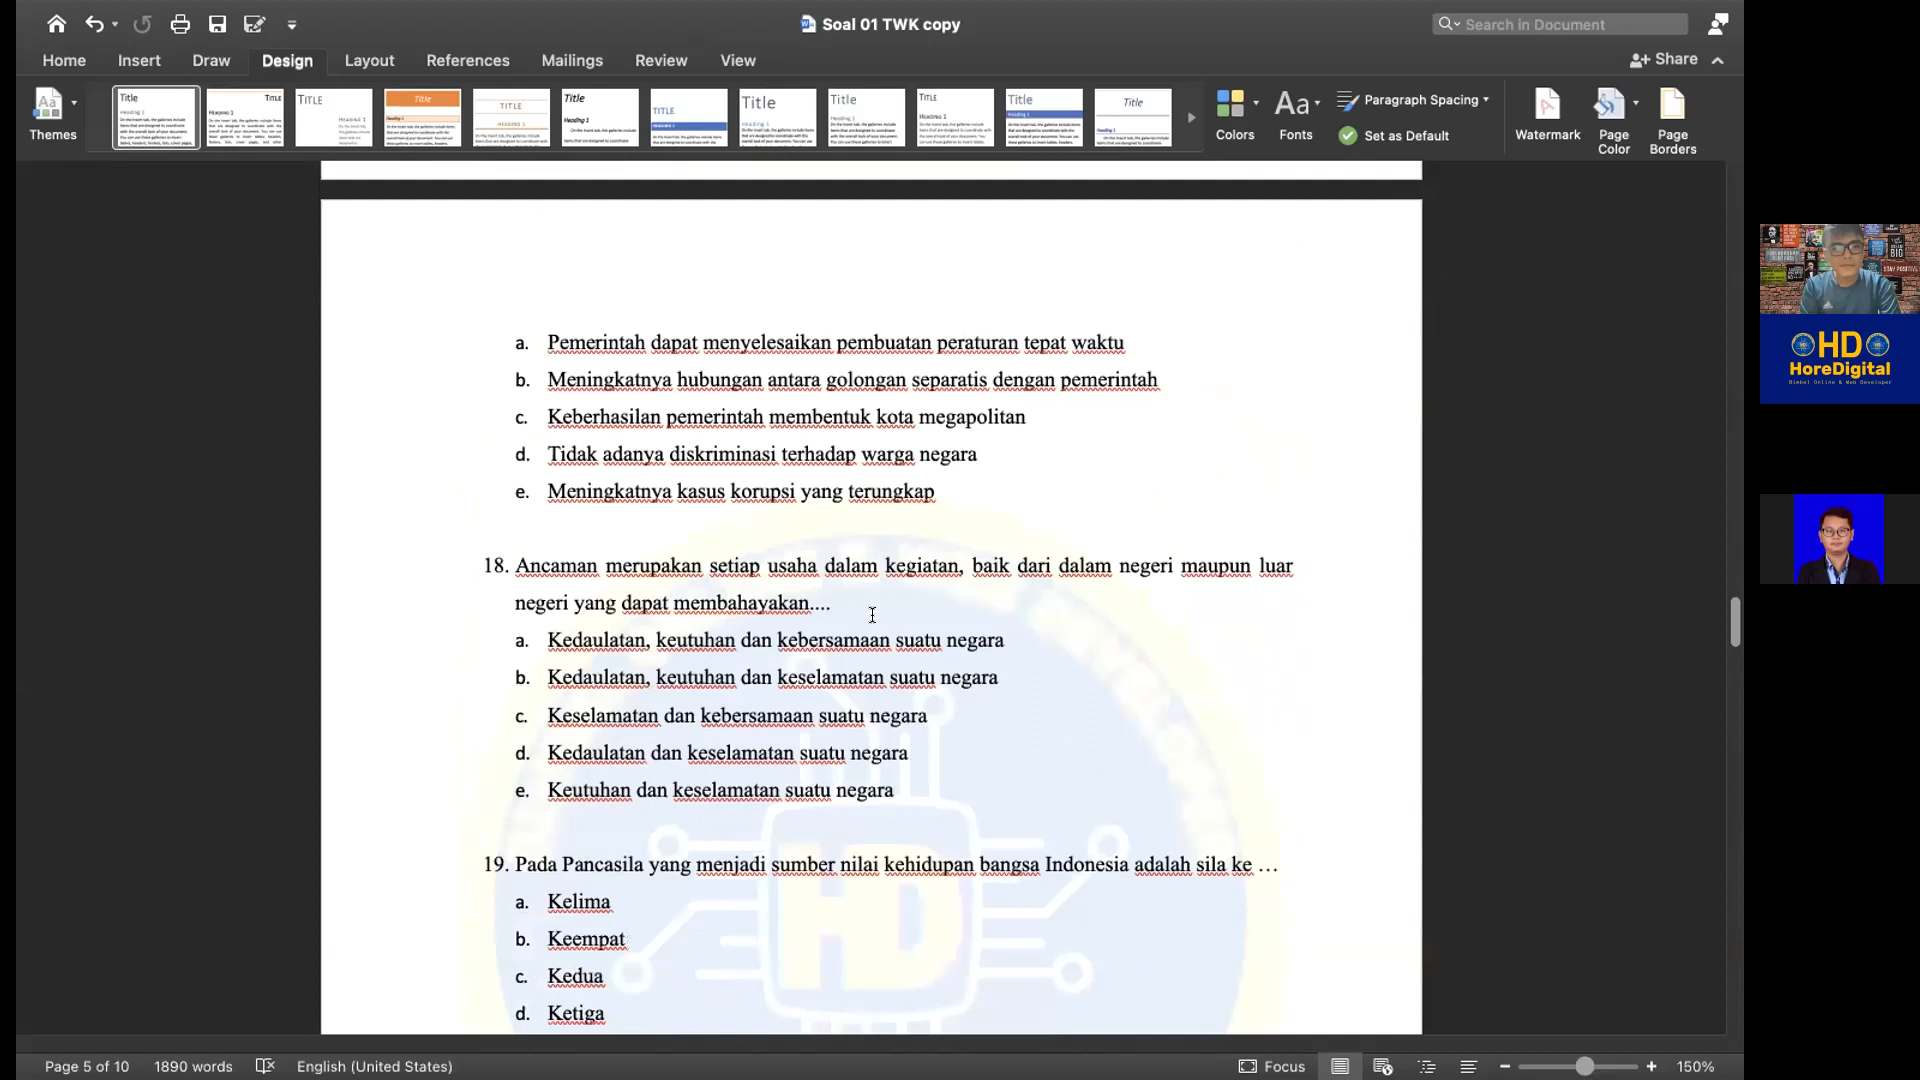 Soal 01 TWK copy
Search in Document
Home Insert Draw Design Layout References Mailings Review View
Share
Themes
Colors
Fonts
Paragraph Spacing
Set as Default
Watermark
Page Color
Page Borders
a. Pemerintah dapat menyelesaikan pembuatan peraturan tepat waktu
b. Meningkatnya hubungan antara golongan separatis dengan pemerintah
c. Keberhasilan pemerintah membentuk kota megapolitan
d. Tidak adanya diskriminasi terhadap warga negara
e. Meningkatnya kasus korupsi yang terungkap
18. Ancaman merupakan setiap usaha dalam kegiatan, baik dari dalam negeri maupun luar
negeri yang dapat membahayakan....
a. Kedaulatan, keutuhan dan kebersamaan suatu negara
b. Kedaulatan, keutuhan dan keselamatan suatu negara
c. Keselamatan dan kebersamaan suatu negara
d. Kedaulatan dan keselamatan suatu negara
e. Keutuhan dan keselamatan suatu negara
19. Pada Pancasila yang menjadi sumber nilai kehidupan bangsa Indonesia adalah sila ke …
a. Kelima
b. Keempat
c. Kedua
d. Ketiga
HD
HD
HoreDigital
Bimbel Online & Web Developer
Page 5 of 10 1890 words English (United States)
Focus
150%